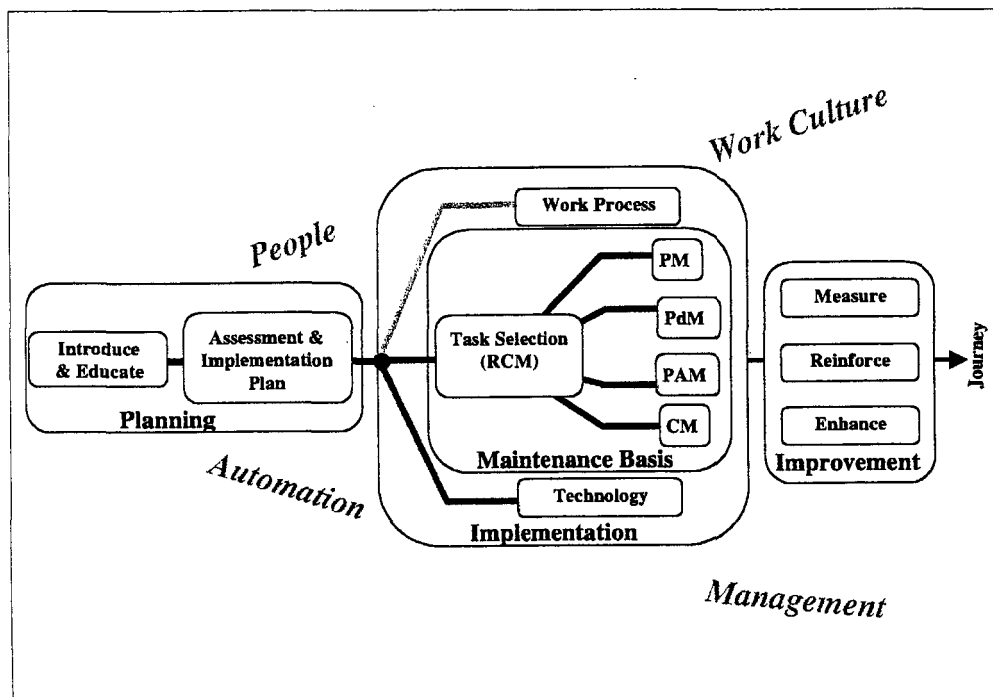 Work Culture
People
Work Process
PM
PdM
Task Selection
(RCM)
PAM
CM
Maintenance Basis
Technology
Implementation
Introduce
& Educate
Assessment &
Implementation
Plan
Planning
Automation
Measure
Reinforce
Enhance
Improvement
Journey
Management